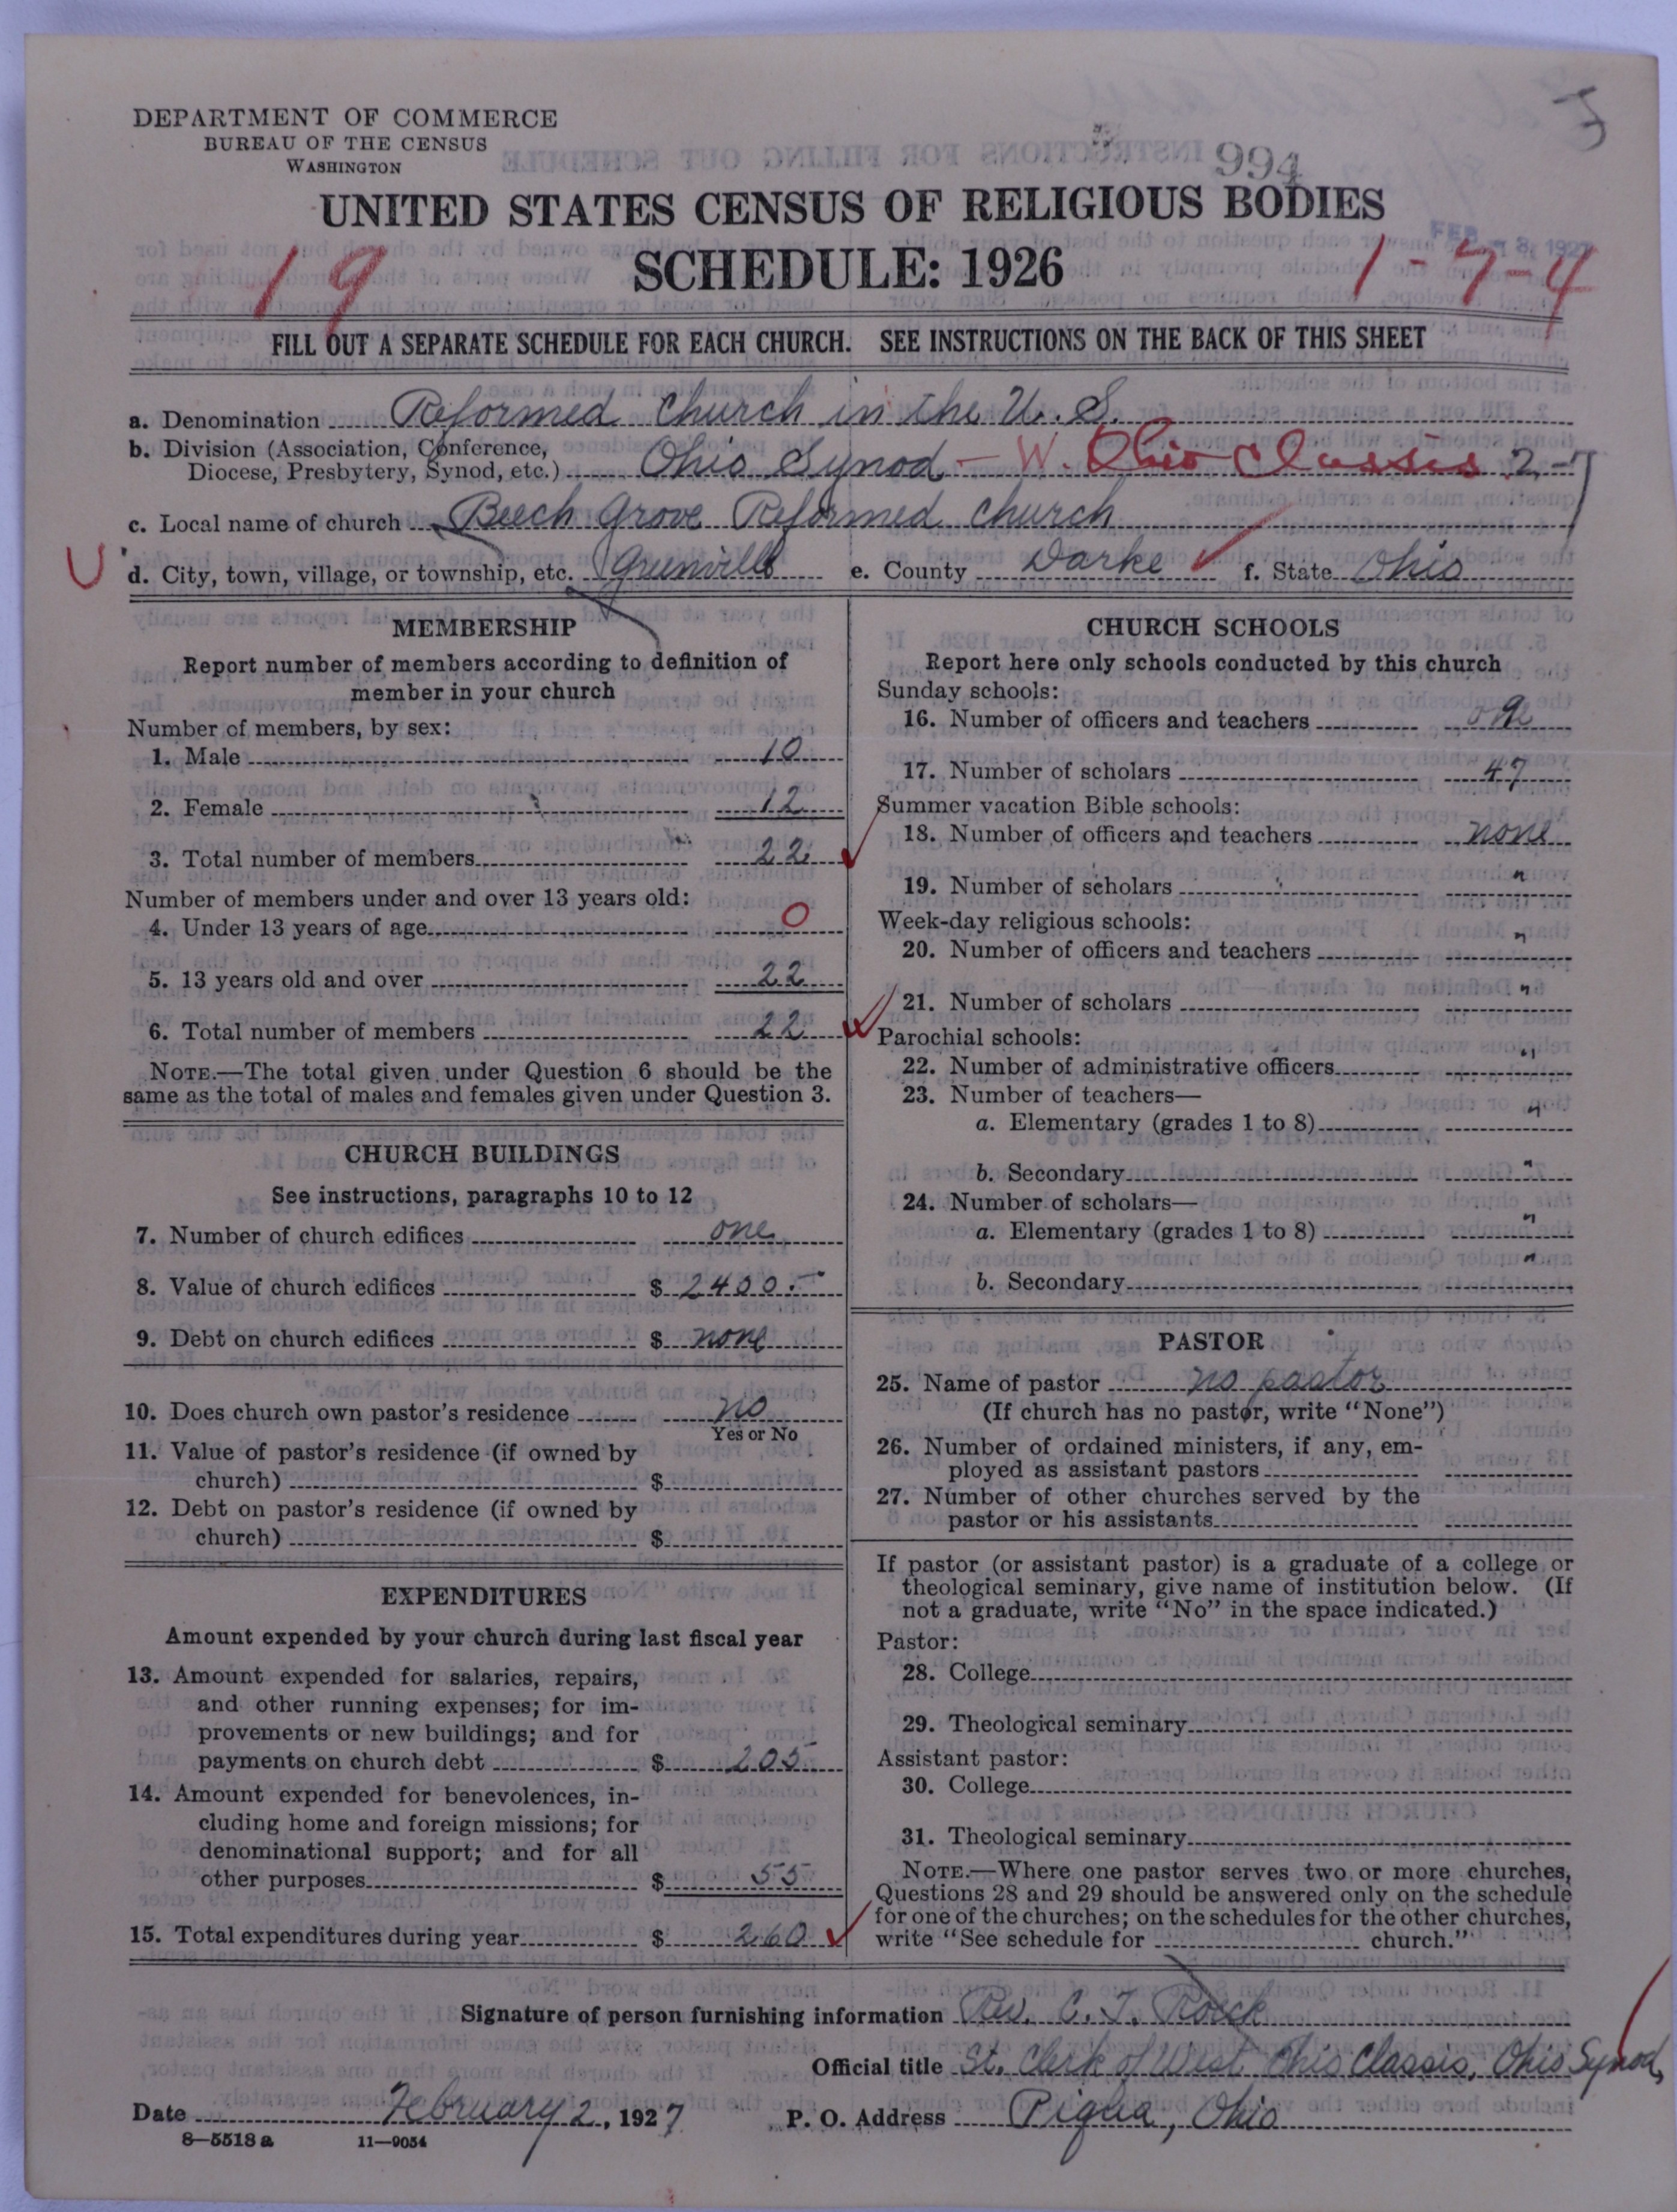 DEPARTMENT OF COMMERCE
BUREAU OF THE CENSUS
WASHINGTON
994
UNITED STATES CENSUS OF RELIGIOUS BODIES
FEB 8, 1927
19 SCHEDULE: 1926 1-7-4
FILL OUT A SEPARATE SCHEDULE FOR EACH CHURCH. SEE INSTRUCTIONS ON THE BACK OF THIS SHEET
a. Denomination Reformed Church in the U. S.
b. Division (Association, Conference,
Diocese, Presbytery, Synod, etc.) Ohio Synod - W. Ohio Classis 2-7
c. Local name of church Beech Grove Reformed Church
U d. City, town, village, or township, etc. Greenville e. County Darke f. State Ohio
MEMBERSHIP
Report number of members according to definition of
member in your church
Number of members, by sex:
1. Male 10
2. Female 12
3. Total number of members 22
Number of members under and over 13 years old:
4. Under 13 years of age 0
5. 13 years old and over 22
6. Total number of members 22
NOTE.—The total given under Question 6 should be the
same as the total of males and females given under Question 3.
CHURCH BUILDINGS
See instructions, paragraphs 10 to 12
7. Number of church edifices one
8. Value of church edifices $ 2400.-
9. Debt on church edifices $ none
10. Does church own pastor's residence no
Yes or No
11. Value of pastor's residence (if owned by
church) $
12. Debt on pastor's residence (if owned by
church) $
EXPENDITURES
Amount expended by your church during last fiscal year
13. Amount expended for salaries, repairs,
and other running expenses; for im-
provements or new buildings; and for
payments on church debt $ 205
14. Amount expended for benevolences, in-
cluding home and foreign missions; for
denominational support; and for all
other purposes $ 55
15. Total expenditures during year $ 260
CHURCH SCHOOLS
Report here only schools conducted by this church
Sunday schools:
16. Number of officers and teachers 9
17. Number of scholars 47
Summer vacation Bible schools:
18. Number of officers and teachers none
19. Number of scholars "
Week-day religious schools:
20. Number of officers and teachers "
21. Number of scholars "
Parochial schools:
22. Number of administrative officers "
23. Number of teachers—
a. Elementary (grades 1 to 8) "
b. Secondary "
24. Number of scholars—
a. Elementary (grades 1 to 8) "
b. Secondary "
PASTOR
25. Name of pastor no pastor
(If church has no pastor, write "None")
26. Number of ordained ministers, if any, em-
ployed as assistant pastors
27. Number of other churches served by the
pastor or his assistants
If pastor (or assistant pastor) is a graduate of a college or
theological seminary, give name of institution below. (If
not a graduate, write "No" in the space indicated.)
Pastor:
28. College
29. Theological seminary
Assistant pastor:
30. College
31. Theological seminary
NOTE.—Where one pastor serves two or more churches,
Questions 28 and 29 should be answered only on the schedule
for one of the churches; on the schedules for the other churches,
write "See schedule for church."
Signature of person furnishing information Rev. C. T. Roeck
Official title St. Clerk of West Ohio Classis, Ohio Synod,
Date February 2, 1927 P. O. Address Piqua, Ohio
8—5518 a 11—9054